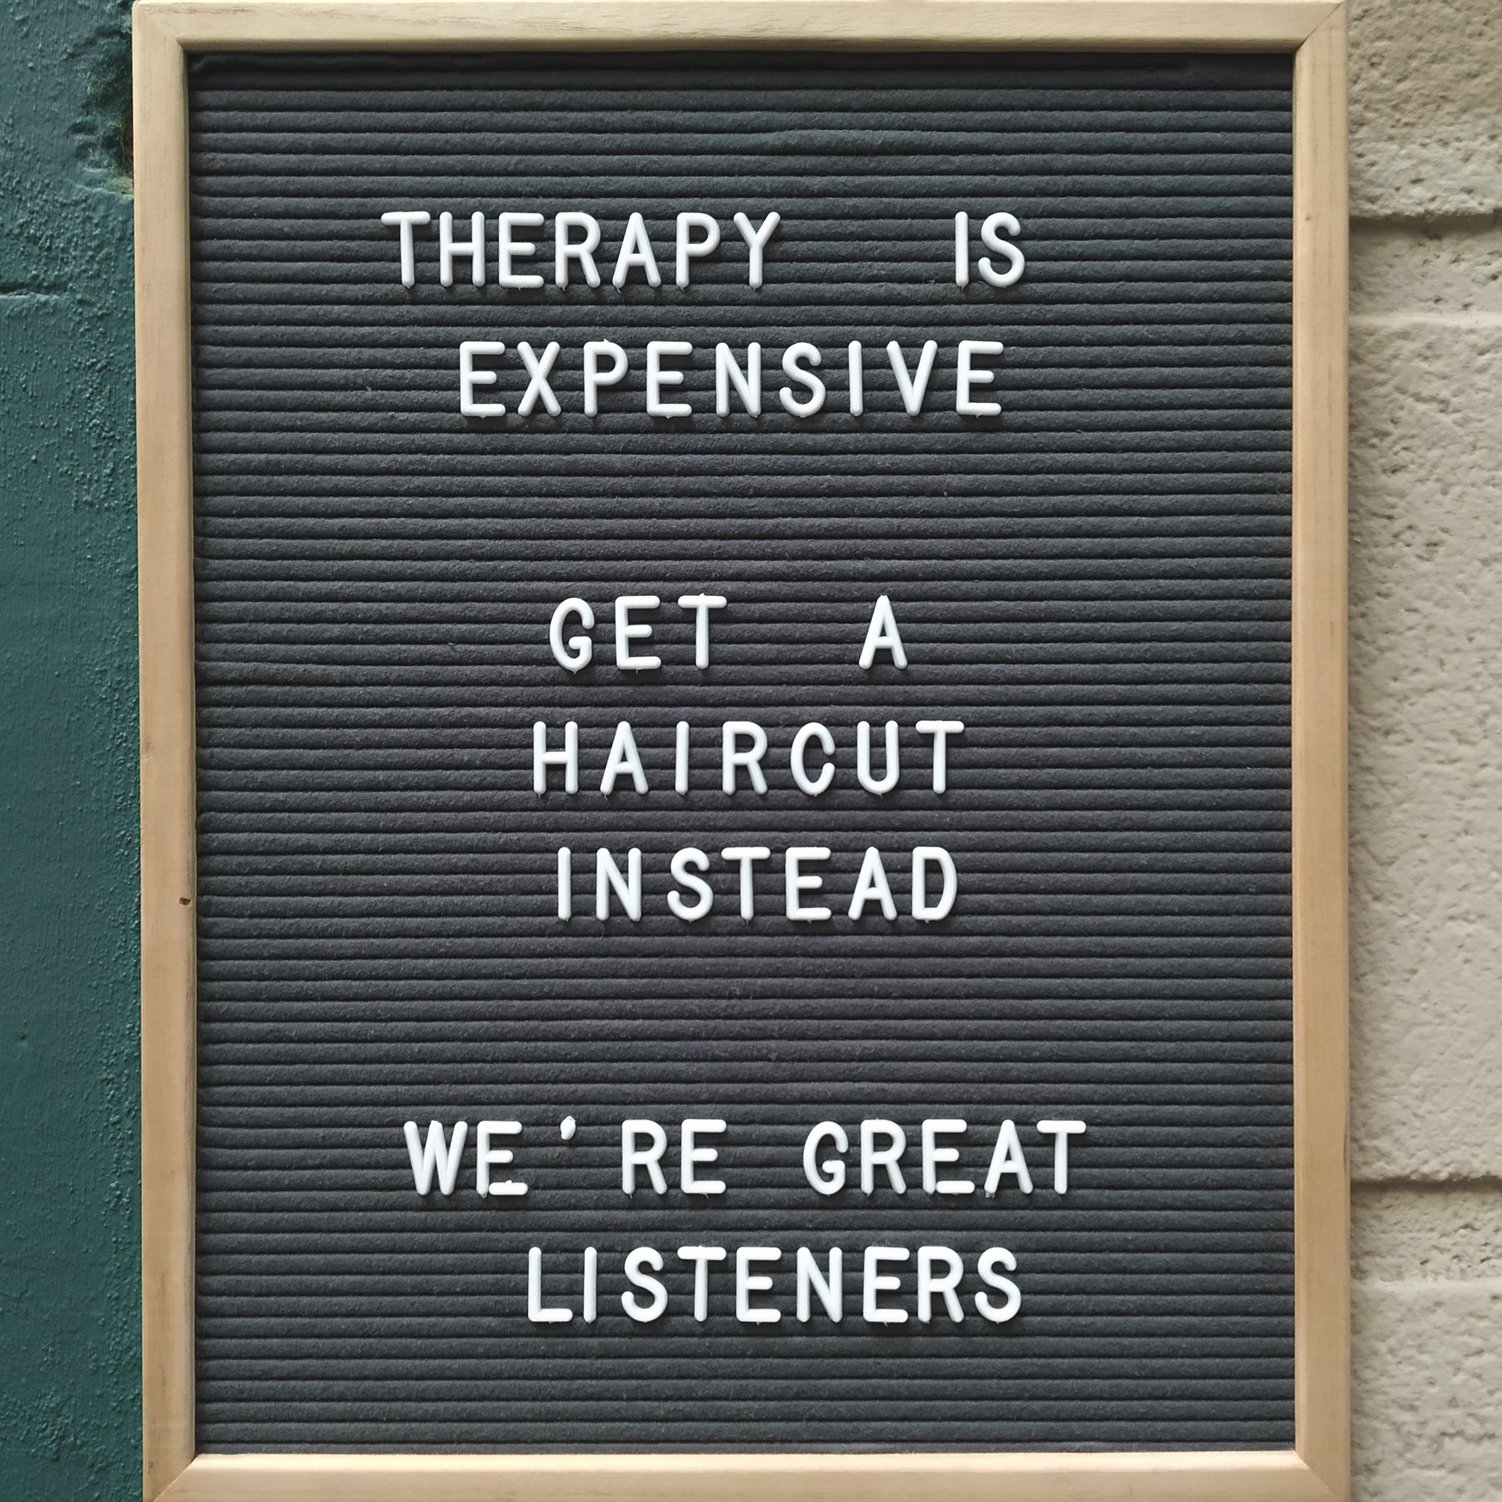 THERAPY IS
EXPENSIVE
GET A
HAIRCUT
INSTEAD
WE'RE GREAT
LISTENERS